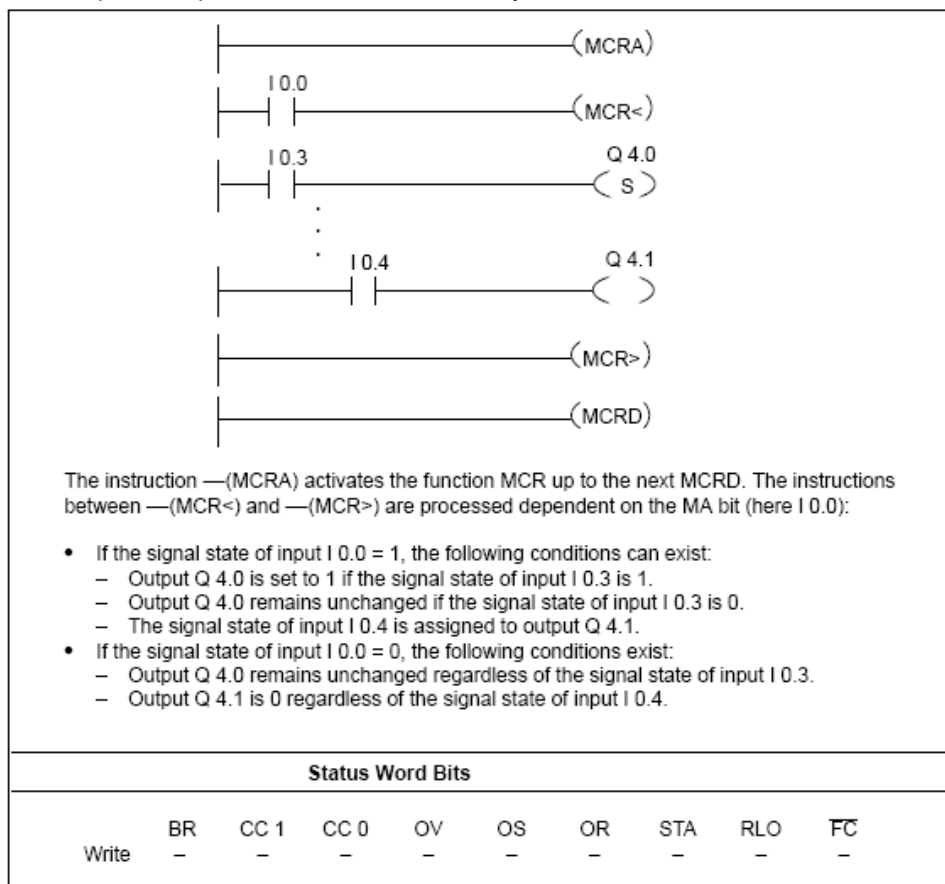 (MCRA)
I 0.0
(MCR<)
I 0.3
Q 4.0
( S )
I 0.4
Q 4.1
( )
(MCR>)
(MCRD)
The instruction —(MCRA) activates the function MCR up to the next MCRD. The instructions
between —(MCR<) and —(MCR>) are processed dependent on the MA bit (here I 0.0):
• If the signal state of input I 0.0 = 1, the following conditions can exist:
– Output Q 4.0 is set to 1 if the signal state of input I 0.3 is 1.
– Output Q 4.0 remains unchanged if the signal state of input I 0.3 is 0.
– The signal state of input I 0.4 is assigned to output Q 4.1.
• If the signal state of input I 0.0 = 0, the following conditions exist:
– Output Q 4.0 remains unchanged regardless of the signal state of input I 0.3.
– Output Q 4.1 is 0 regardless of the signal state of input I 0.4.
Status Word Bits
BR CC 1 CC 0 OV OS OR STA RLO F̅C̅
Write – – – – – – – – –